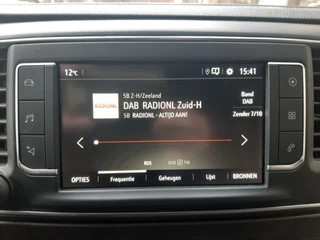 12°C
15:41
5B Z-H/Zeeland
RADIONL
DAB RADIONL Zuid-H
5B RADIONL - ALTIJD AAN!
Band
DAB
Zender 7/10
RDS
DAB FM
OPTIES
Frequentie
Geheugen
Lijst
BRONNEN